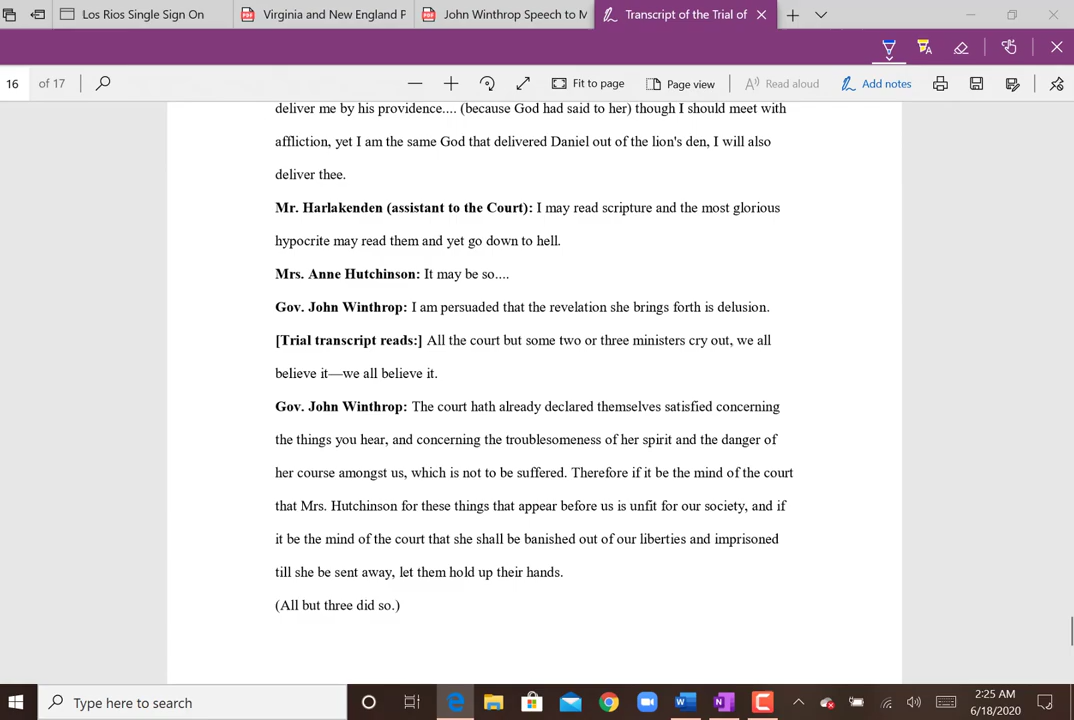 Los Rios Single Sign On
Virginia and New England P
John Winthrop Speech to M
Transcript of the Trial of
16 of 17
Fit to page
Page view
Read aloud
Add notes
deliver me by his providence.... (because God had said to her) though I should meet with
affliction, yet I am the same God that delivered Daniel out of the lion's den, I will also
deliver thee.
Mr. Harlakenden (assistant to the Court): I may read scripture and the most glorious
hypocrite may read them and yet go down to hell.
Mrs. Anne Hutchinson: It may be so....
Gov. John Winthrop: I am persuaded that the revelation she brings forth is delusion.
[Trial transcript reads:] All the court but some two or three ministers cry out, we all
believe it—we all believe it.
Gov. John Winthrop: The court hath already declared themselves satisfied concerning
the things you hear, and concerning the troublesomeness of her spirit and the danger of
her course amongst us, which is not to be suffered. Therefore if it be the mind of the court
that Mrs. Hutchinson for these things that appear before us is unfit for our society, and if
it be the mind of the court that she shall be banished out of our liberties and imprisoned
till she be sent away, let them hold up their hands.
(All but three did so.)
Type here to search
2:25 AM
6/18/2020